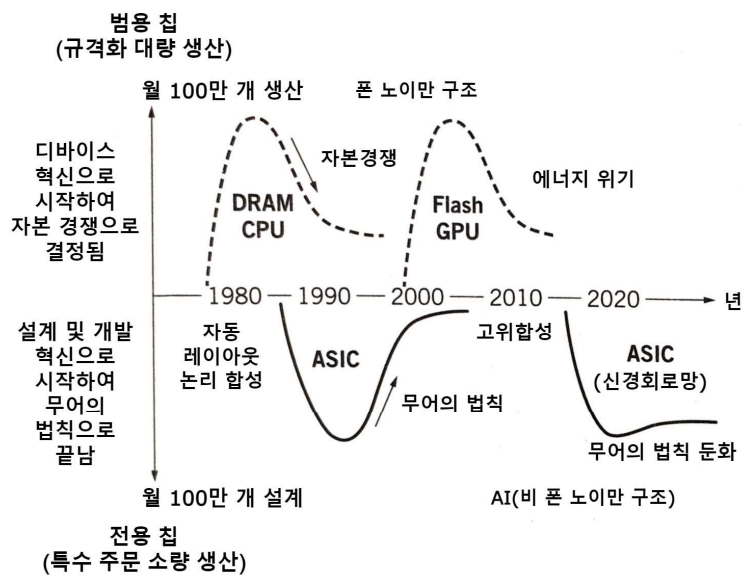 범용 칩
(규격화 대량 생산)
월 100만 개 생산
폰 노이만 구조
디바이스
혁신으로
시작하여
자본 경쟁으로
결정됨
자본경쟁
에너지 위기
DRAM
CPU
Flash
GPU
1980
1990
2000
2010
2020
년
설계 및 개발
혁신으로
시작하여
무어의
법칙으로
끝남
자동
레이아웃
논리 합성
ASIC
무어의 법칙
고위합성
ASIC
(신경회로망)
무어의 법칙 둔화
월 100만 개 설계
AI(비 폰 노이만 구조)
전용 칩
(특수 주문 소량 생산)